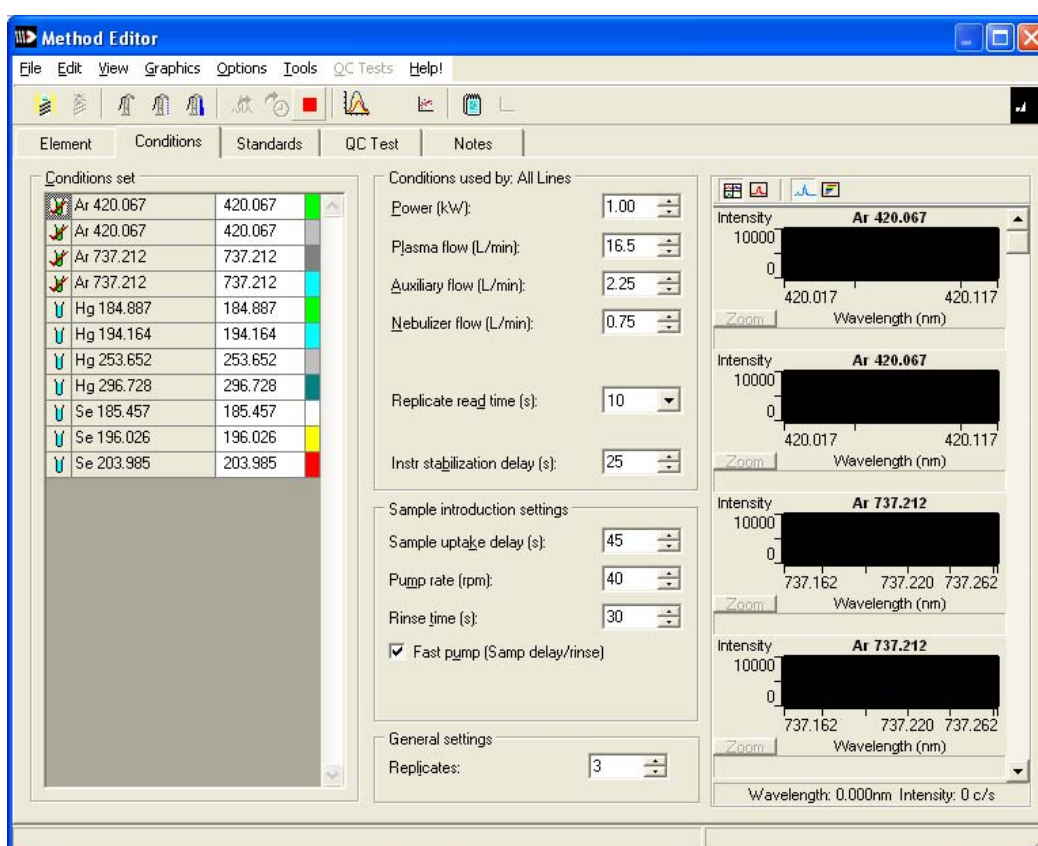 Method Editor
File Edit View Graphics Options Tools QC Tests Help!
Element Conditions Standards QC Test Notes
Conditions set
Ar 420.067 420.067
Ar 420.067 420.067
Ar 737.212 737.212
Ar 737.212 737.212
Hg 184.887 184.887
Hg 194.164 194.164
Hg 253.652 253.652
Hg 296.728 296.728
Se 185.457 185.457
Se 196.026 196.026
Se 203.985 203.985
Conditions used by: All Lines
Power (kW): 1.00
Plasma flow (L/min): 16.5
Auxiliary flow (L/min): 2.25
Nebulizer flow (L/min): 0.75
Replicate read time (s): 10
Instr stabilization delay (s): 25
Sample introduction settings
Sample uptake delay (s): 45
Pump rate (rpm): 40
Rinse time (s): 30
Fast pump (Samp delay/rinse)
General settings
Replicates: 3
Intensity Ar 420.067
10000
0
420.017 420.117
Zoom Wavelength (nm)
Intensity Ar 420.067
10000
0
420.017 420.117
Zoom Wavelength (nm)
Intensity Ar 737.212
10000
0
737.162 737.220 737.262
Zoom Wavelength (nm)
Intensity Ar 737.212
10000
0
737.162 737.220 737.262
Zoom Wavelength (nm)
Wavelength: 0.000nm Intensity: 0 c/s